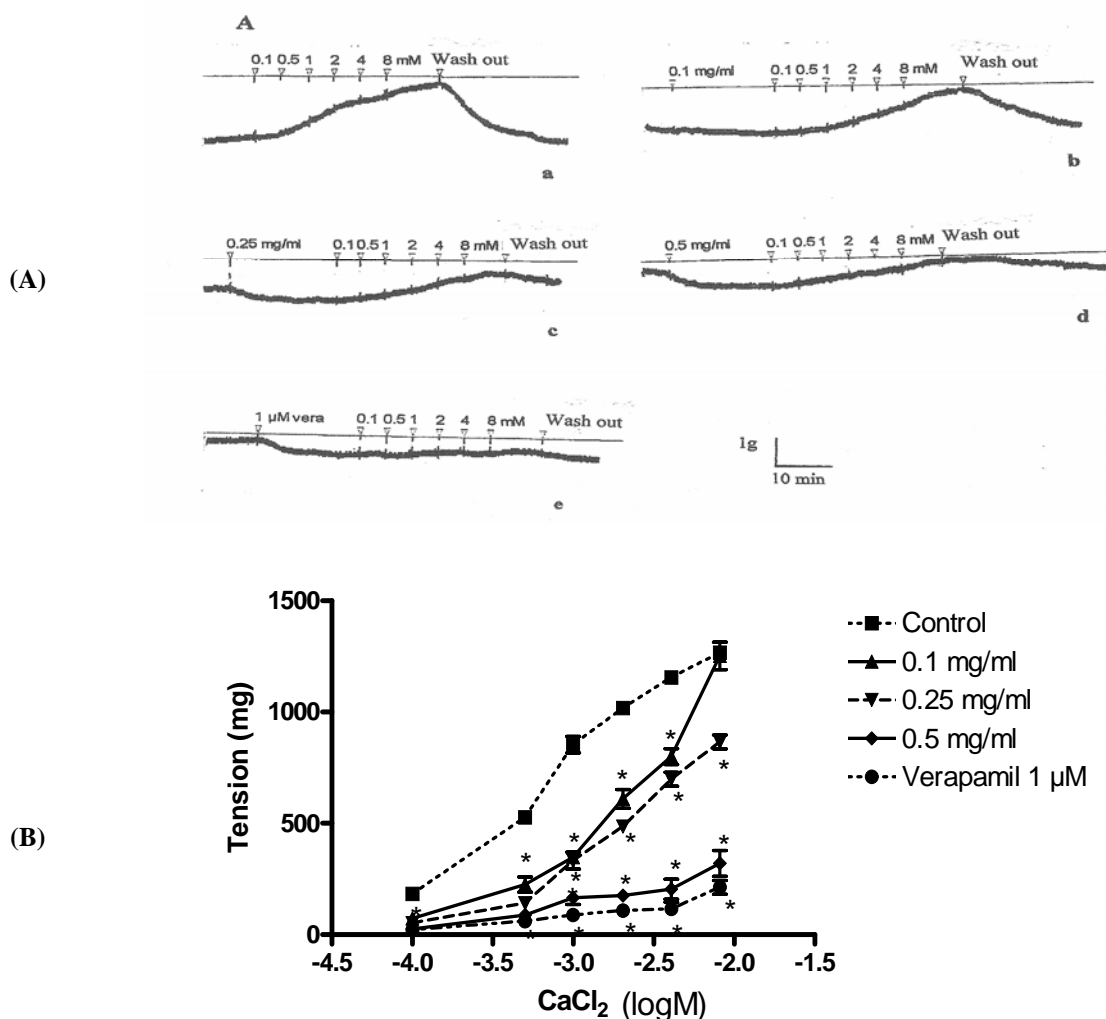 A
0.1 0.5 1 2 4 8 mM Wash out
a
0.1 mg/ml 0.1 0.5 1 2 4 8 mM Wash out
b
(A)
0.25 mg/ml 0.1 0.5 1 2 4 8 mM Wash out
c
0.5 mg/ml 0.1 0.5 1 2 4 8 mM Wash out
d
1 µM vera 0.1 0.5 1 2 4 8 mM Wash out
e
1g
10 min
(B)
Tension (mg)
1500
1000
500
0
* * * * * * * * * * * * * * * * * * *
-4.5 -4.0 -3.5 -3.0 -2.5 -2.0 -1.5
CaCl₂ (logM)
Control
0.1 mg/ml
0.25 mg/ml
0.5 mg/ml
Verapamil 1 µM